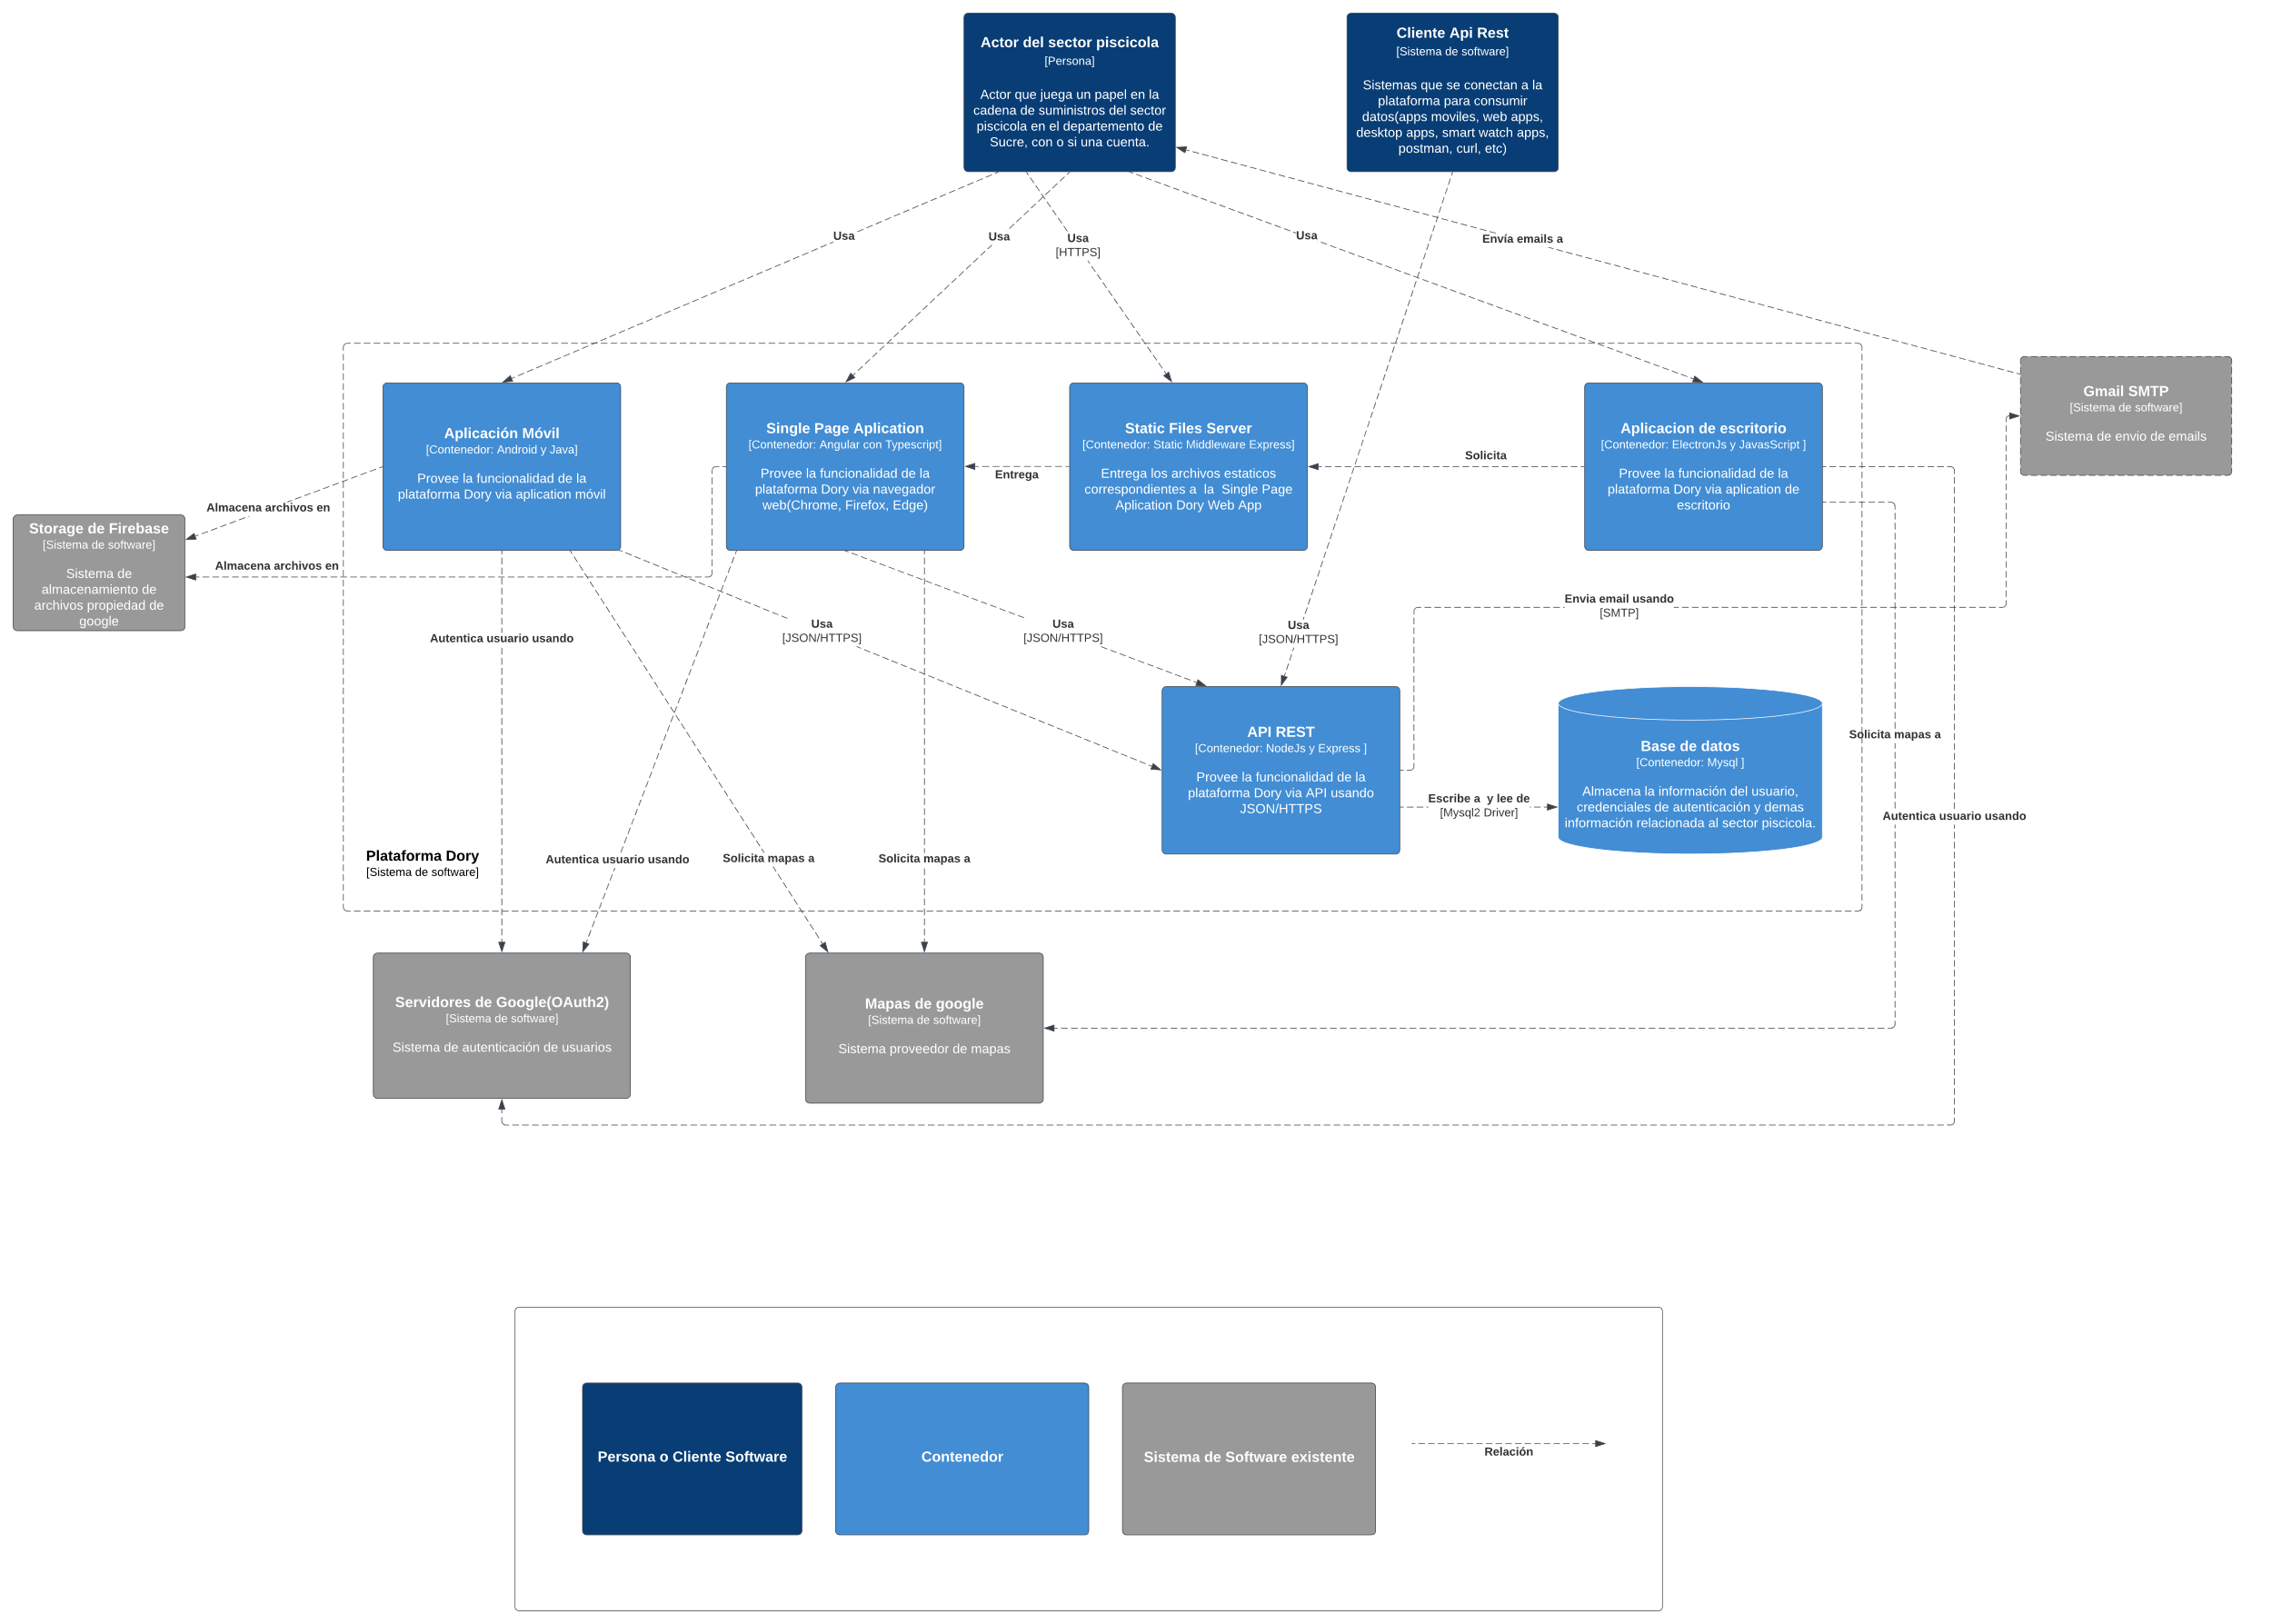 Actor del sector piscicola
[Persona]
Actor que juega un papel en la
cadena de suministros del sector
piscicola en el departemento de
Sucre, con o si una cuenta.
Cliente Api Rest
[Sistema de software]
Sistemas que se conectan a la
plataforma para consumir
datos(apps moviles, web apps,
desktop apps, smart watch apps,
postman, curl, etc)
Usa
Usa
Usa
[HTTPS]
Usa
Envía emails a
Gmail SMTP
[Sistema de software]
Sistema de envio de emails
Aplicación Móvil
[Contenedor: Android y Java]
Provee la funcionalidad de la
plataforma Dory via aplication móvil
Single Page Aplication
[Contenedor: Angular con Typescript]
Provee la funcionalidad de la
plataforma Dory via navegador
web(Chrome, Firefox, Edge)
Entrega
Static Files Server
[Contenedor: Static Middleware Express]
Entrega los archivos estaticos
correspondientes a  la  Single Page
Aplication Dory Web App
Solicita
Aplicacion de escritorio
[Contenedor: ElectronJs y JavasScript ]
Provee la funcionalidad de la
plataforma Dory via aplication de
escritorio
Almacena archivos en
Storage de Firebase
[Sistema de software]
Sistema de
almacenamiento de
archivos propiedad de
google
Almacena archivos en
Autentica usuario usando
Usa
[JSON/HTTPS]
Usa
[JSON/HTTPS]
Usa
[JSON/HTTPS]
Envia email usando
[SMTP]
API REST
[Contenedor: NodeJs y Express ]
Provee la funcionalidad de la
plataforma Dory via API usando
JSON/HTTPS
Escribe a  y lee de
[Mysql2 Driver]
Base de datos
[Contenedor: Mysql ]
Almacena la información del usuario,
credenciales de autenticación y demas
información relacionada al sector piscicola.
Solicita mapas a
Autentica usuario usando
Plataforma Dory
[Sistema de software]
Autentica usuario usando
Solicita mapas a
Solicita mapas a
Servidores de Google(OAuth2)
[Sistema de software]
Sistema de autenticación de usuarios
Mapas de google
[Sistema de software]
Sistema proveedor de mapas
Persona o Cliente Software
Contenedor
Sistema de Software existente
Relación